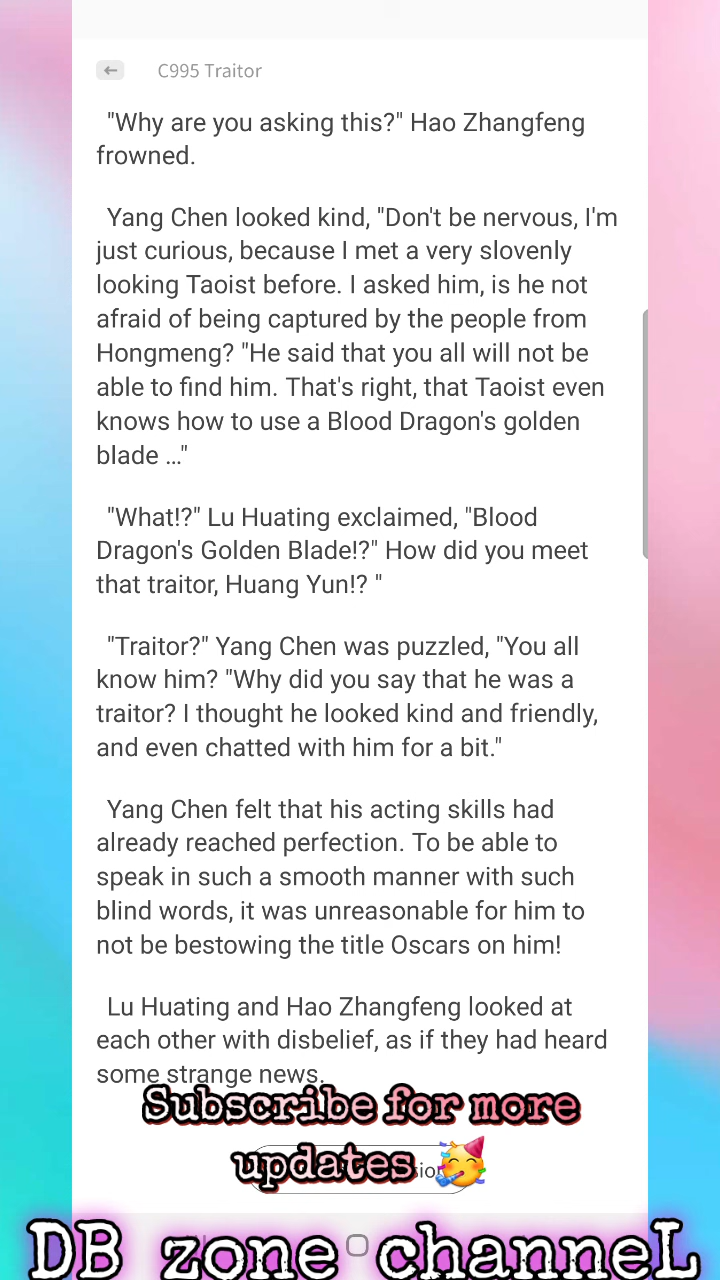 C995 Traitor
"Why are you asking this?" Hao Zhangfeng
frowned.
Yang Chen looked kind, "Don't be nervous, I'm
just curious, because I met a very slovenly
looking Taoist before. I asked him, is he not
afraid of being captured by the people from
Hongmeng? "He said that you all will not be
able to find him. That's right, that Taoist even
knows how to use a Blood Dragon's golden
blade ..."
"What!?" Lu Huating exclaimed, "Blood
Dragon's Golden Blade!?" How did you meet
that traitor, Huang Yun!? "
"Traitor?" Yang Chen was puzzled, "You all
know him? "Why did you say that he was a
traitor? I thought he looked kind and friendly,
and even chatted with him for a bit."
Yang Chen felt that his acting skills had
already reached perfection. To be able to
speak in such a smooth manner with such
blind words, it was unreasonable for him to
not be bestowing the title Oscars on him!
Lu Huating and Hao Zhangfeng looked at
each other with disbelief, as if they had heard
some strange news.
Subscribe for more
updates 🥳
DB zone channeL